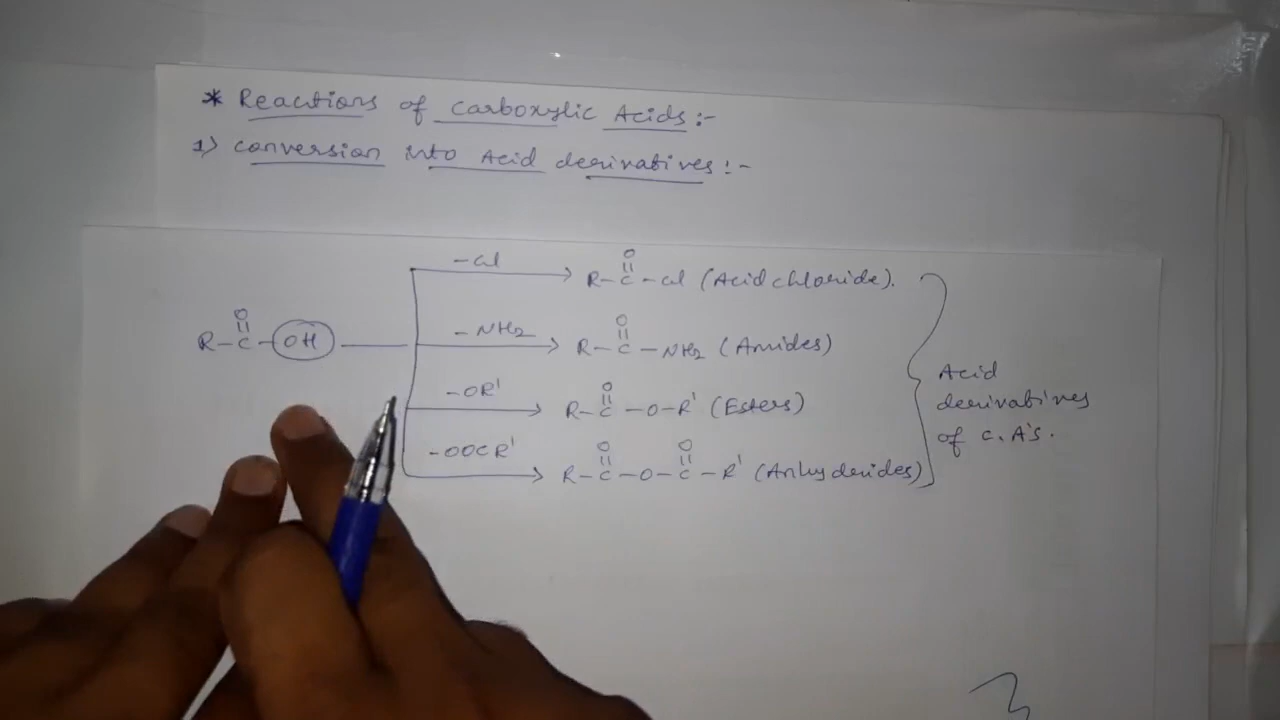 * Reactions of carboxylic Acids :-
1) conversion into Acid derivatives :-
-Cl
O
R-C-Cl (Acid chloride).
O
R-C-OH
-NH2
O
R-C-NH2 (Amides)
-OR'
O
R-C-O-R' (Esters)
-OOCR'
O O
R-C-O-C-R' (Anhyderides)
Acid
derivatives
of C.A's.